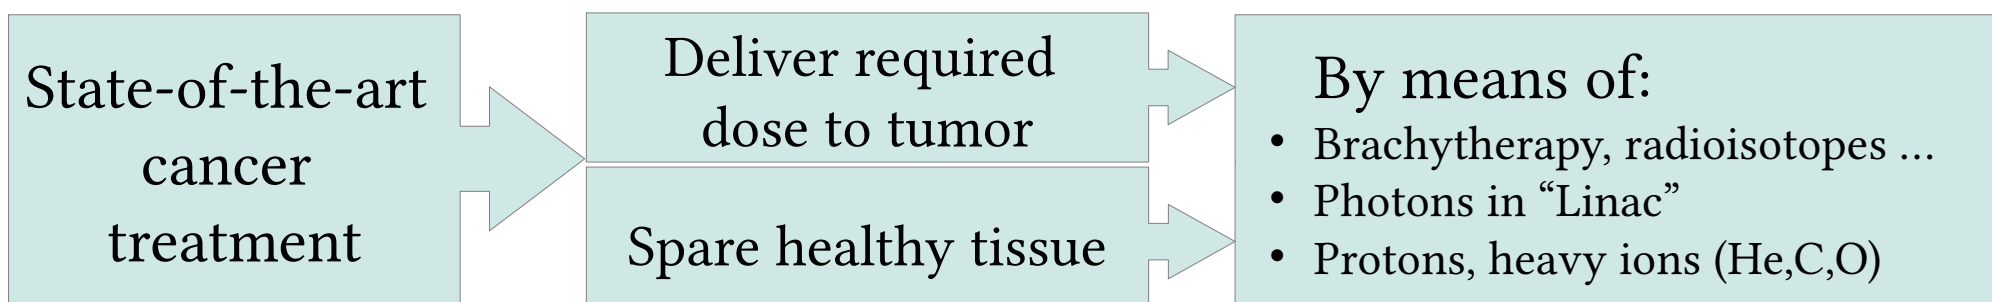 State-of-the-art
cancer
treatment
Deliver required
dose to tumor
Spare healthy tissue
By means of:
• Brachytherapy, radioisotopes …
• Photons in “Linac”
• Protons, heavy ions (He,C,O)